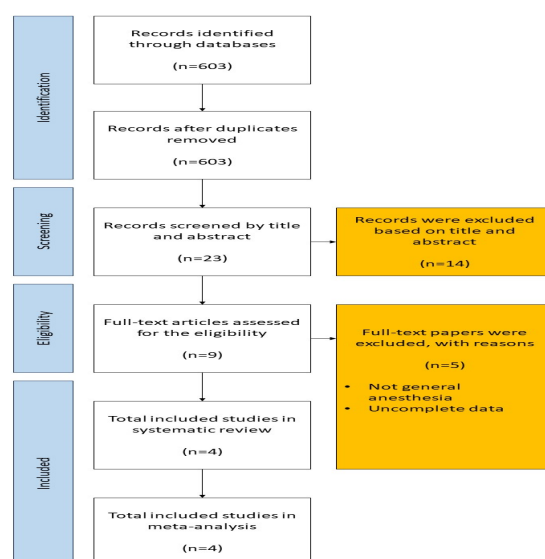 Identification
Records identified
through databases
(n=603)
Records after duplicates
removed
(n=603)
Screening
Records screened by title
and abstract
(n=23)
Records were excluded
based on title and
abstract
(n=14)
Eligibility
Full-text articles assessed
for the eligibility
(n=9)
Full-text papers were
excluded, with reasons
(n=5)
• Not general
anesthesia
• Uncomplete data
Included
Total included studies in
systematic review
(n=4)
Total included studies in
meta-analysis
(n=4)